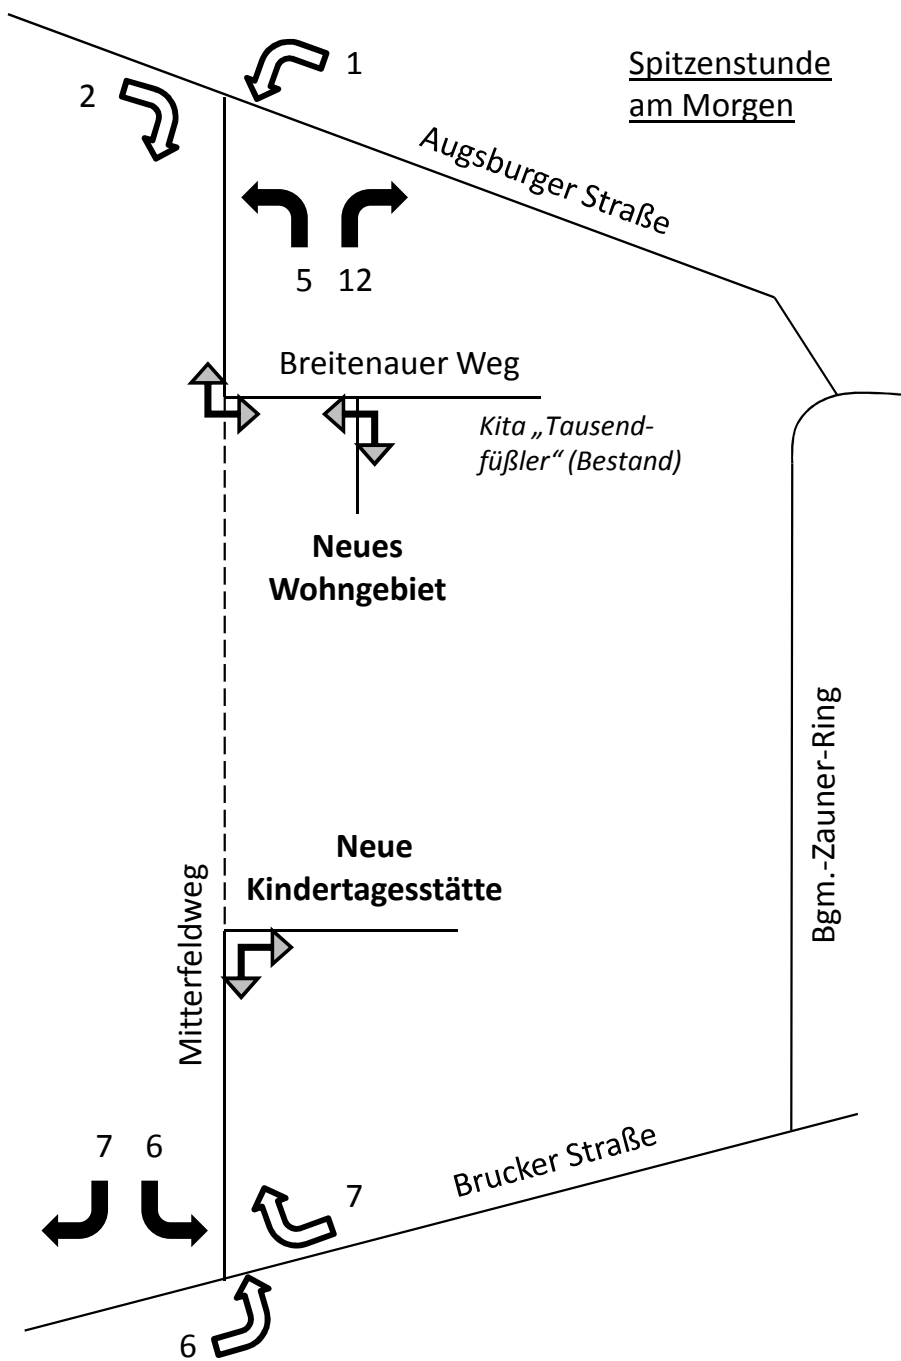 1
Spitzenstunde
am Morgen
2
Augsburger Straße
5
12
Breitenauer Weg
Kita „Tausend-
füßler“ (Bestand)
Neues
Wohngebiet
Bgm.-Zauner-Ring
Neue
Kindertagesstätte
Mitterfeldweg
7
6
7
Brucker Straße
6